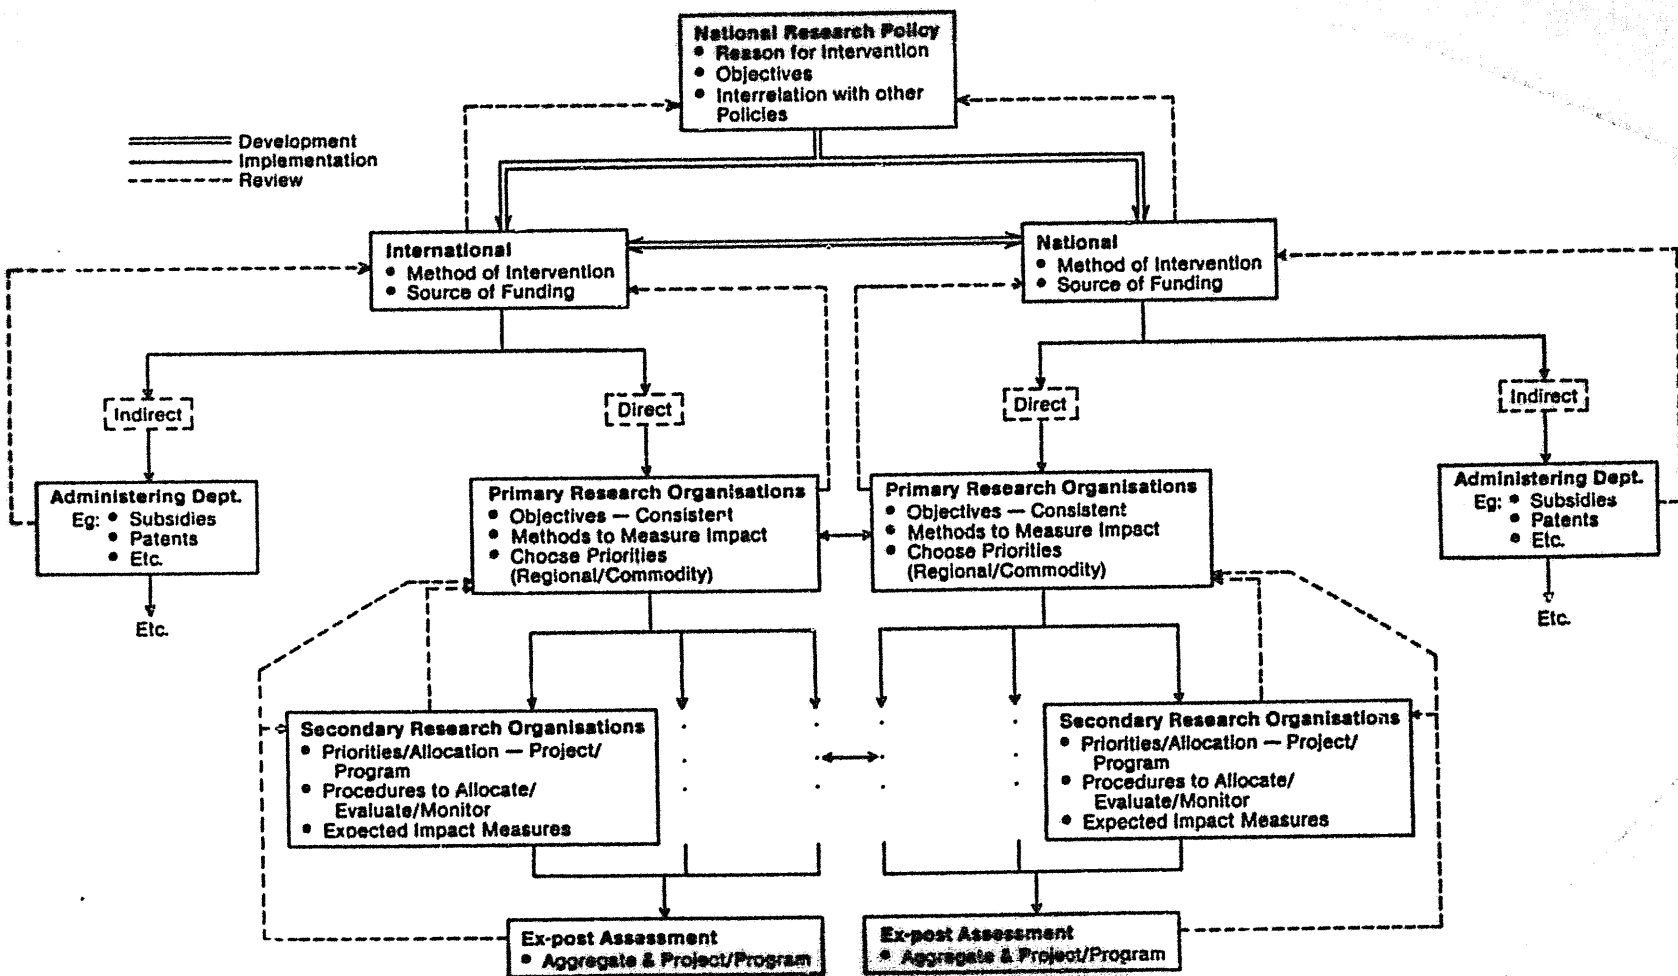 National Research Policy
• Reason for Intervention
• Objectives
• Interrelation with other
Policies
Development
Implementation
Review
International
• Method of Intervention
• Source of Funding
National
• Method of Intervention
• Source of Funding
Indirect
Direct
Direct
Indirect
Administering Dept.
Eg: • Subsidies
• Patents
• Etc.
Etc.
Primary Research Organisations
• Objectives — Consistent
• Methods to Measure Impact
• Choose Priorities
(Regional/Commodity)
Primary Research Organisations
• Objectives — Consistent
• Methods to Measure Impact
• Choose Priorities
(Regional/Commodity)
Administering Dept.
Eg: • Subsidies
• Patents
• Etc.
Etc.
Secondary Research Organisations
• Priorities/Allocation — Project/
Program
• Procedures to Allocate/
Evaluate/Monitor
• Expected Impact Measures
Secondary Research Organisations
• Priorities/Allocation — Project/
Program
• Procedures to Allocate/
Evaluate/Monitor
• Expected Impact Measures
Ex-post Assessment
• Aggregate & Project/Program
Ex-post Assessment
• Aggregate & Project/Program